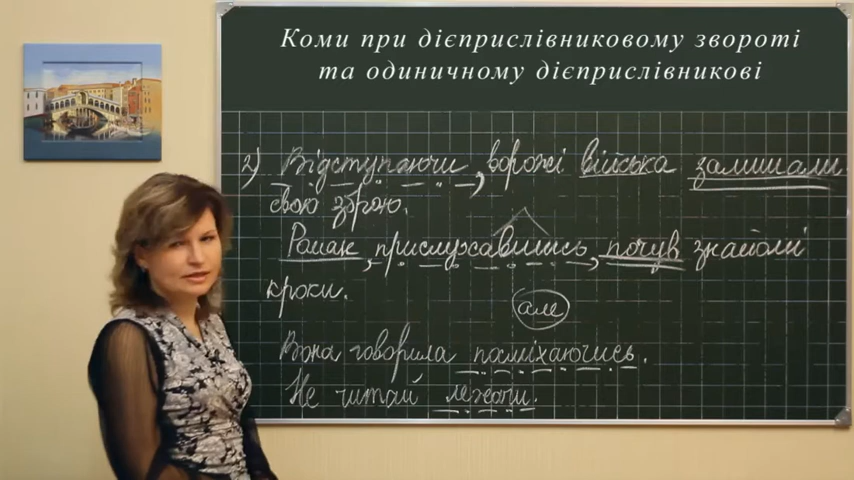 Коми при дієприслівниковому звороті
та одиничному дієприслівникові
2) Відступаючи, ворожі війська залишали
свою зброю.
Роман, прислухавшись, почув знайомі
кроки.
але
Вона говорила посміхаючись.
Не читай лежачи.